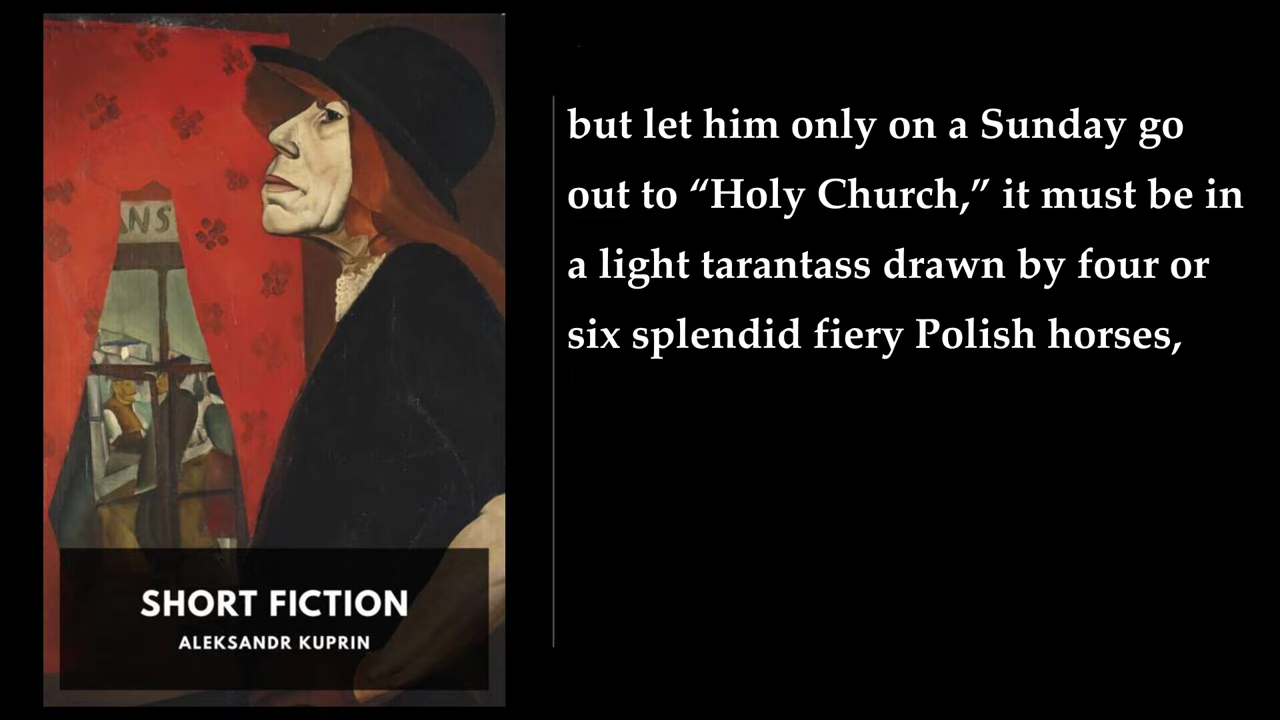 ANS
SHORT FICTION
ALEKSANDR KUPRIN
but let him only on a Sunday go
out to “Holy Church,” it must be in
a light tarantass drawn by four or
six splendid fiery Polish horses,